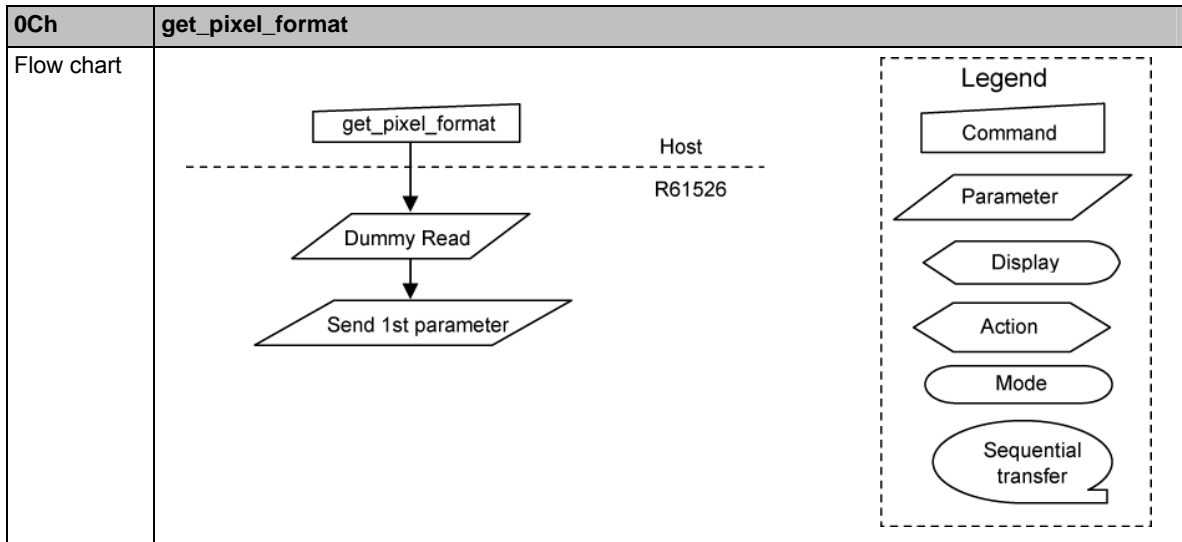 0Ch get_pixel_format
Flow chart
get_pixel_format
Host
R61526
Dummy Read
Send 1st parameter
Legend
Command
Parameter
Display
Action
Mode
Sequential
transfer